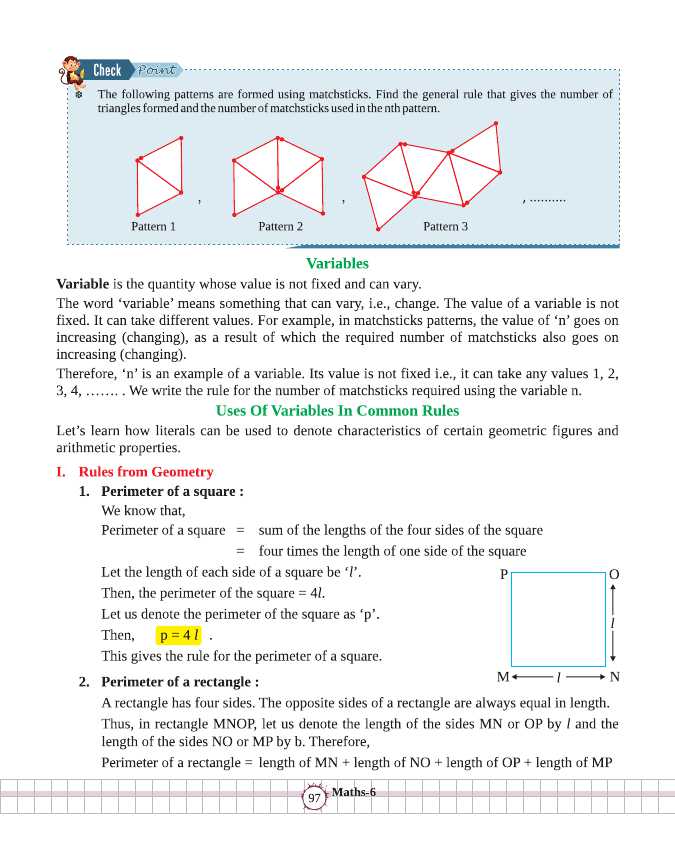 Check Point
The following patterns are formed using matchsticks. Find the general rule that gives the number of
triangles formed and the number of matchsticks used in the nth pattern.
, , , ..........
Pattern 1 Pattern 2 Pattern 3
Variables
Variable is the quantity whose value is not fixed and can vary.
The word ‘variable’ means something that can vary, i.e., change. The value of a variable is not
fixed. It can take different values. For example, in matchsticks patterns, the value of ‘n’ goes on
increasing (changing), as a result of which the required number of matchsticks also goes on
increasing (changing).
Therefore, ‘n’ is an example of a variable. Its value is not fixed i.e., it can take any values 1, 2,
3, 4, ……. . We write the rule for the number of matchsticks required using the variable n.
Uses Of Variables In Common Rules
Let’s learn how literals can be used to denote characteristics of certain geometric figures and
arithmetic properties.
I. Rules from Geometry
1. Perimeter of a square :
We know that,
Perimeter of a square = sum of the lengths of the four sides of the square
= four times the length of one side of the square
Let the length of each side of a square be ‘l’.
Then, the perimeter of the square = 4l.
Let us denote the perimeter of the square as ‘p’.
Then, p = 4 l .
This gives the rule for the perimeter of a square.
P O
l
M l N
2. Perimeter of a rectangle :
A rectangle has four sides. The opposite sides of a rectangle are always equal in length.
Thus, in rectangle MNOP, let us denote the length of the sides MN or OP by l and the
length of the sides NO or MP by b. Therefore,
Perimeter of a rectangle = length of MN + length of NO + length of OP + length of MP
97 Maths-6